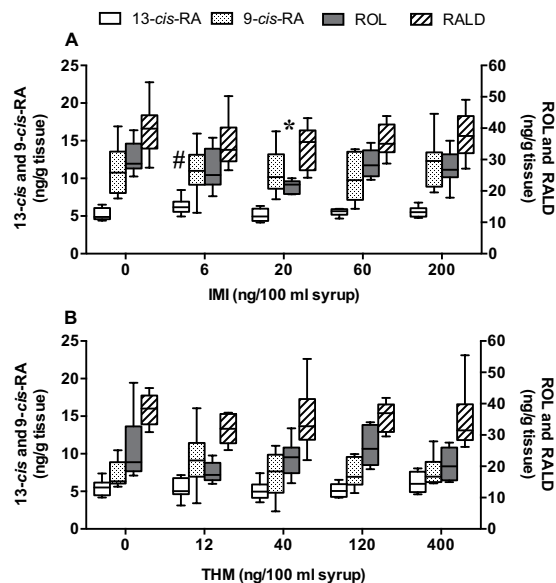 13-cis-RA 9-cis-RA ROL RALD
A
13-cis and 9-cis-RA
ng/g tissue)
25
20
15
10
5
0
#
*
60
50
40
30
20
10
0
ROL and RALD
(ng/g tissue)
0 6 20 60 200
IMI (ng/100 ml syrup)
B
13-cis and 9-cis-RA
(ng/g tissue)
25
20
15
10
5
0
60
50
40
30
20
10
0
ROL and RALD
(ng/g tissue)
0 12 40 120 400
THM (ng/100 ml syrup)